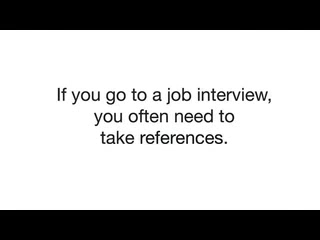 If you go to a job interview,
you often need to
take references.